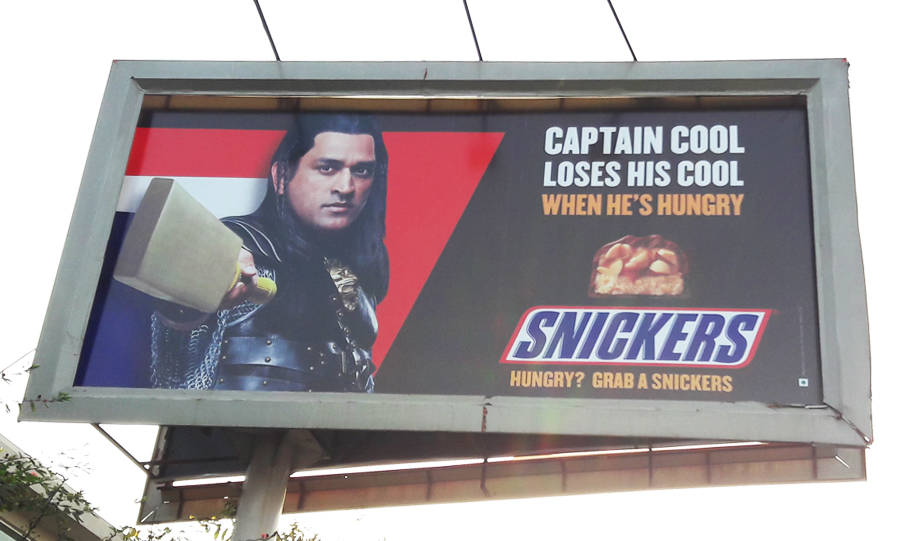 CAPTAIN COOL
LOSES HIS COOL
WHEN HE'S HUNGRY
SNICKERS
HUNGRY? GRAB A SNICKERS